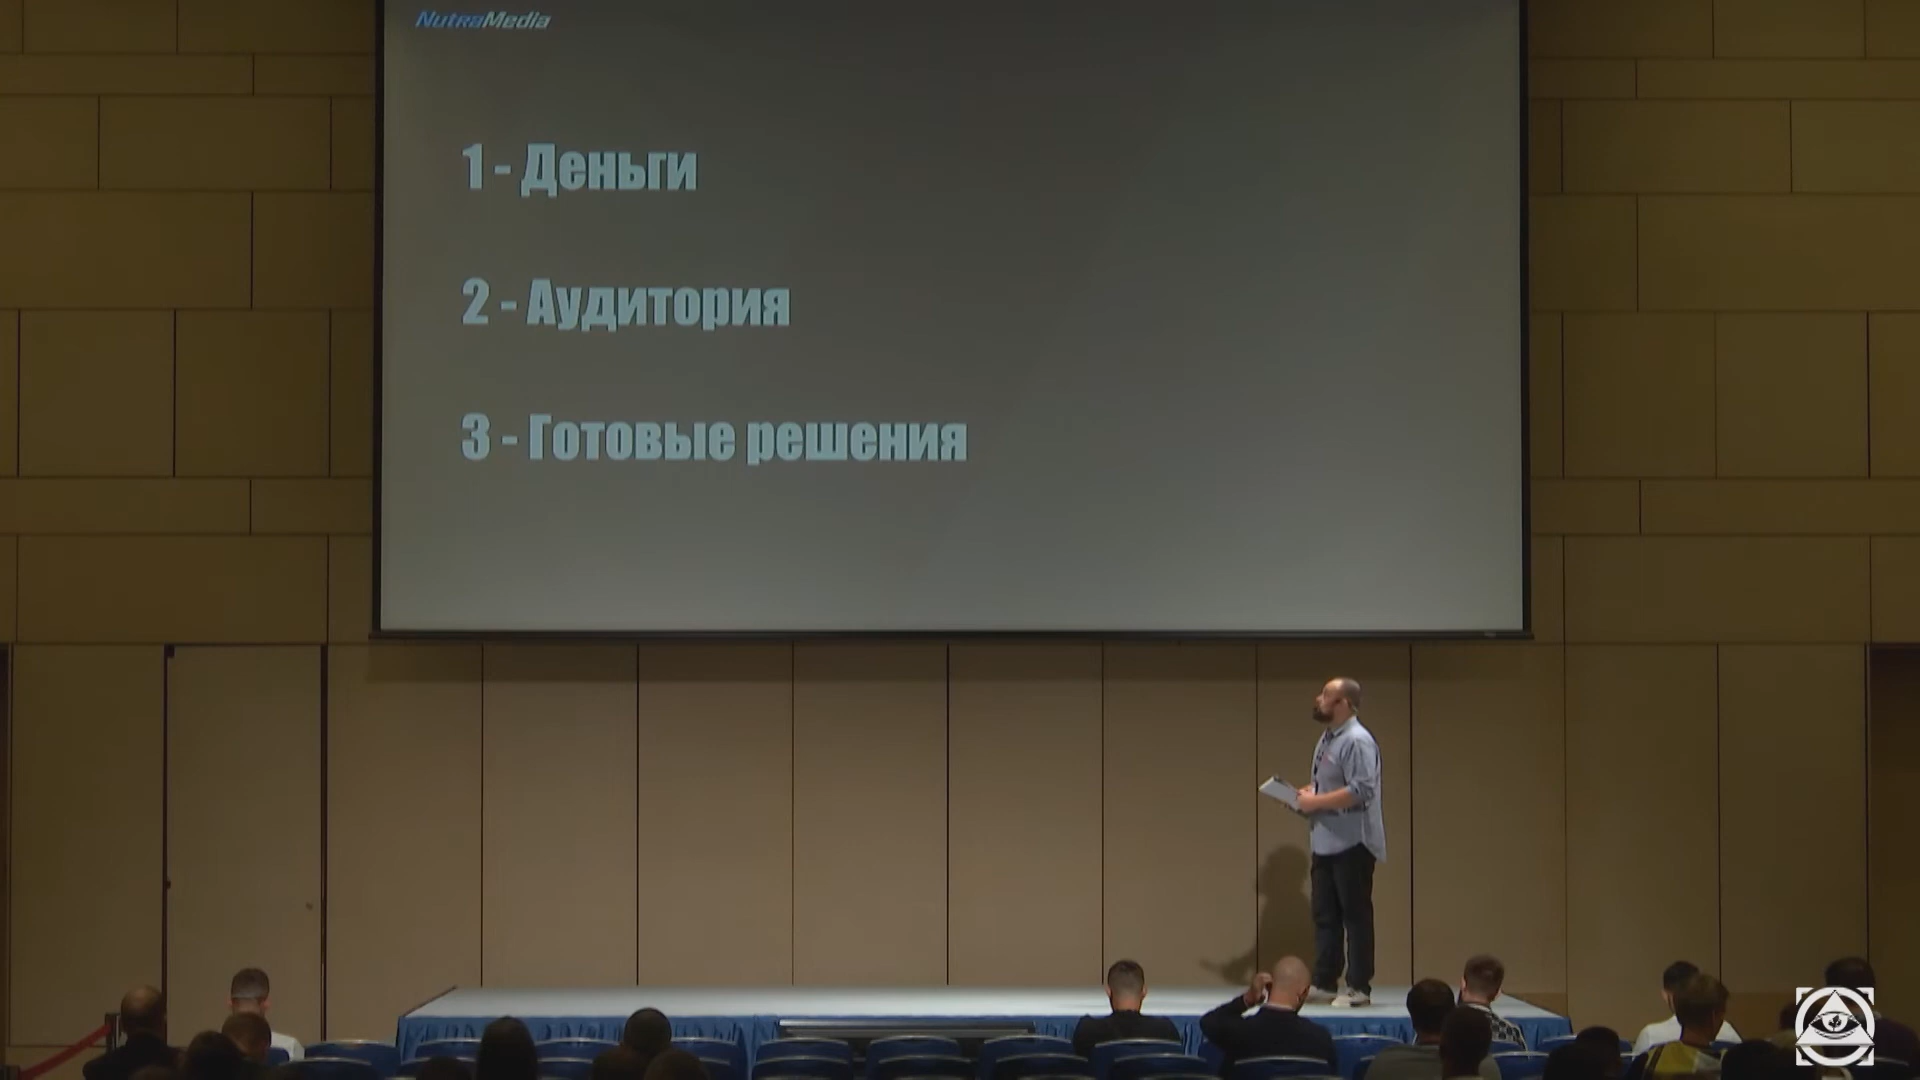 NutraMedia
1 - Деньги
2 - Аудитория
3 - Готовые решения